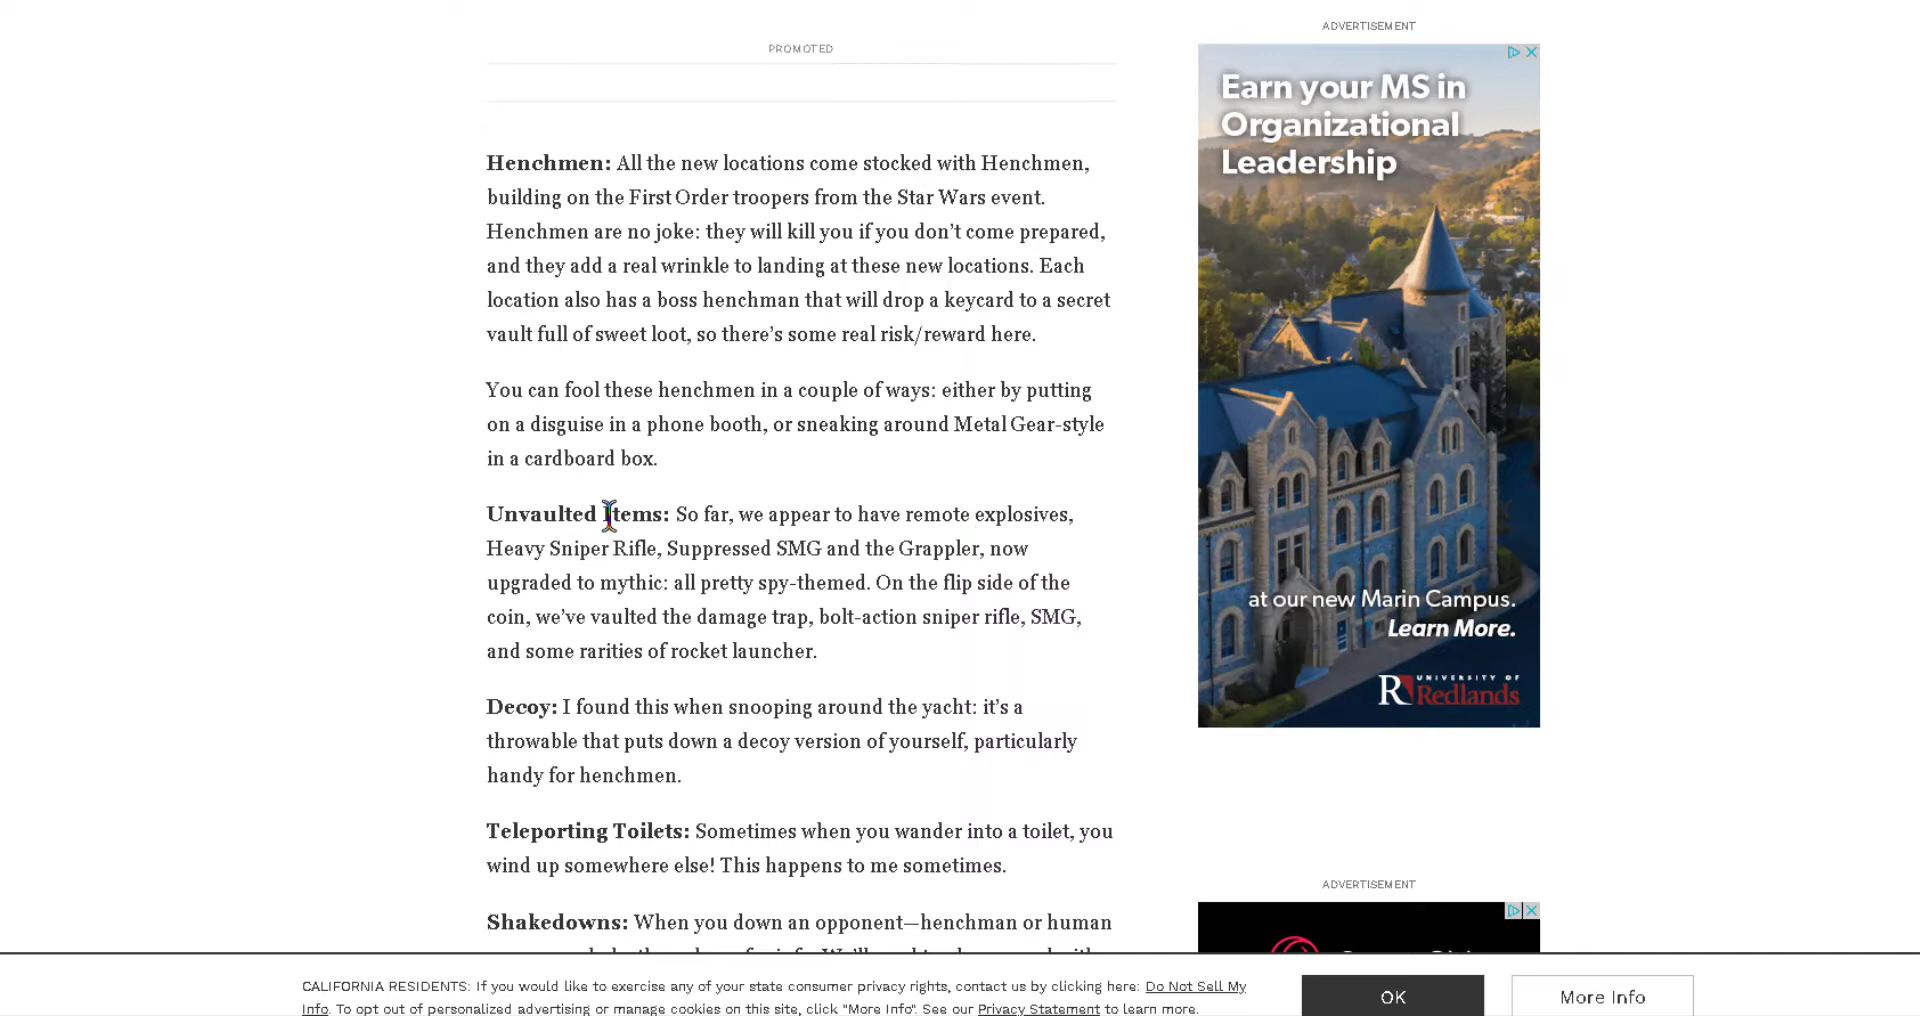 ADVERTISEMENT
PROMOTED
Henchmen: All the new locations come stocked with Henchmen,
building on the First Order troopers from the Star Wars event.
Henchmen are no joke: they will kill you if you don’t come prepared,
and they add a real wrinkle to landing at these new locations. Each
location also has a boss henchman that will drop a keycard to a secret
vault full of sweet loot, so there’s some real risk/reward here.
You can fool these henchmen in a couple of ways: either by putting
on a disguise in a phone booth, or sneaking around Metal Gear-style
in a cardboard box.
Unvaulted Items: So far, we appear to have remote explosives,
Heavy Sniper Rifle, Suppressed SMG and the Grappler, now
upgraded to mythic: all pretty spy-themed. On the flip side of the
coin, we’ve vaulted the damage trap, bolt-action sniper rifle, SMG,
and some rarities of rocket launcher.
Decoy: I found this when snooping around the yacht: it’s a
throwable that puts down a decoy version of yourself, particularly
handy for henchmen.
Teleporting Toilets: Sometimes when you wander into a toilet, you
wind up somewhere else! This happens to me sometimes.
Shakedowns: When you down an opponent—henchman or human
Earn your MS in
Organizational
Leadership
at our new Marin Campus.
Learn More.
R UNIVERSITY OF
Redlands
ADVERTISEMENT
CALIFORNIA RESIDENTS: If you would like to exercise any of your state consumer privacy rights, contact us by clicking here: Do Not Sell My
Info. To opt out of personalized advertising or manage cookies on this site, click "More Info". See our Privacy Statement to learn more.
OK
More Info